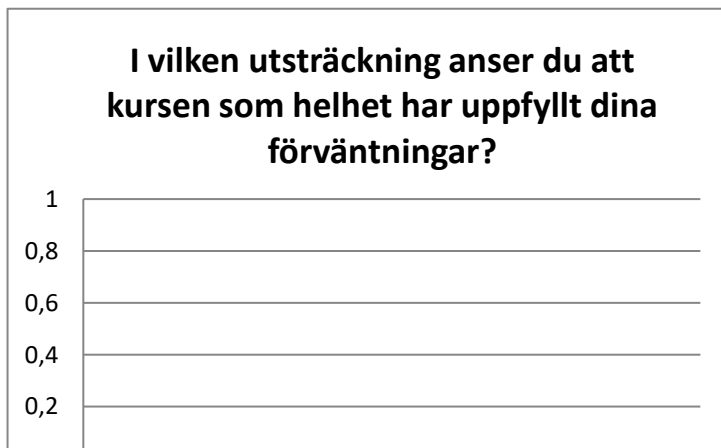 I vilken utsträckning anser du att
kursen som helhet har uppfyllt dina
förväntningar?
1
0,8
0,6
0,4
0,2